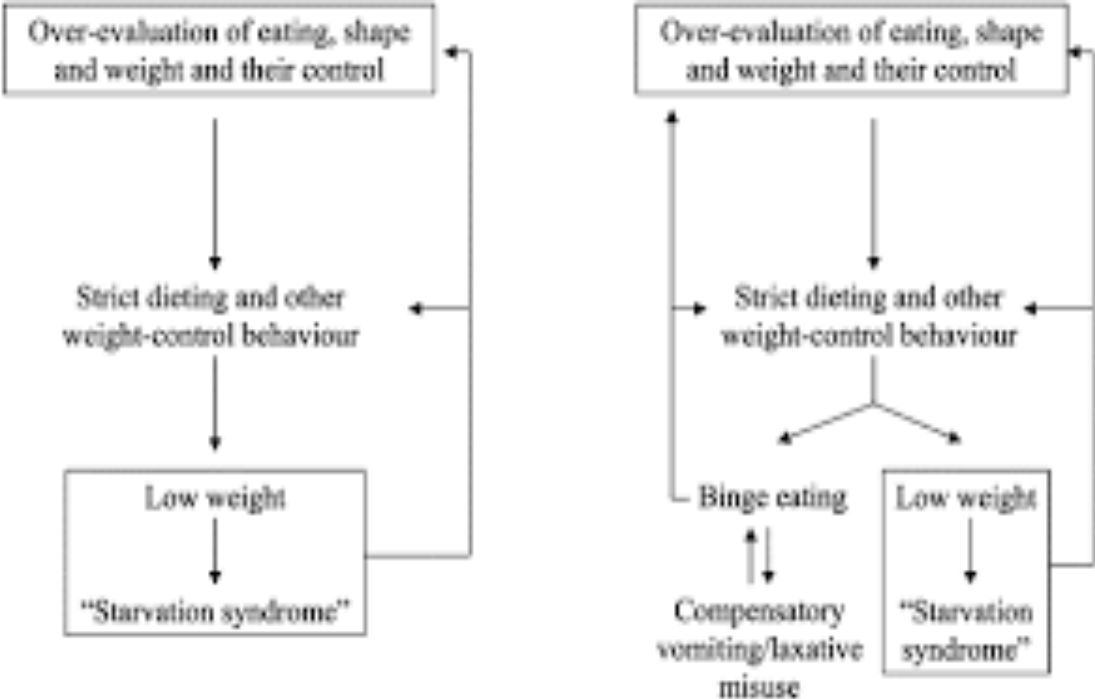 Over-evaluation of eating, shape
and weight and their control
Strict dieting and other
weight-control behaviour
Low weight
“Starvation syndrome”
Over-evaluation of eating, shape
and weight and their control
Strict dieting and other
weight-control behaviour
Binge eating
Compensatory
vomiting/laxative
misuse
Low weight
“Starvation
syndrome”